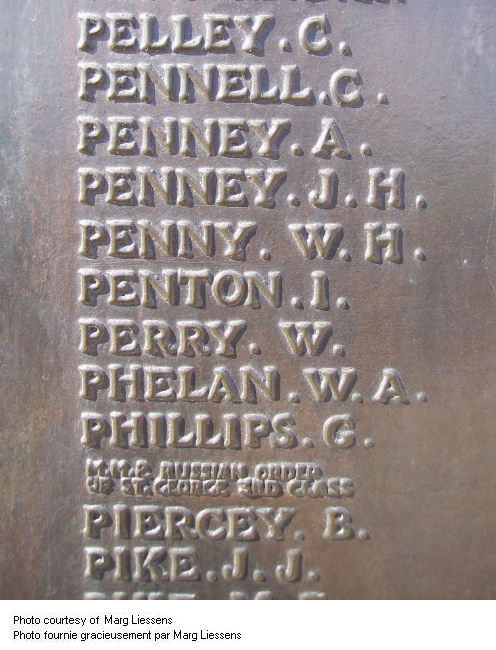 PELLEY. C.
PENNELL. C.
PENNEY. A.
PENNEY. J. H.
PENNY. W. H.
PENTON. I.
PERRY. W.
PHELAN. W. A.
PHILLIPS. G.
M.M.& RUSSIAN ORDER
OF ST. GEORGE 2ND CLASS
PIERCEY. B.
PIKE. J. J.
Photo courtesy of Marg Liessens
Photo fournie gracieusement par Marg Liessens